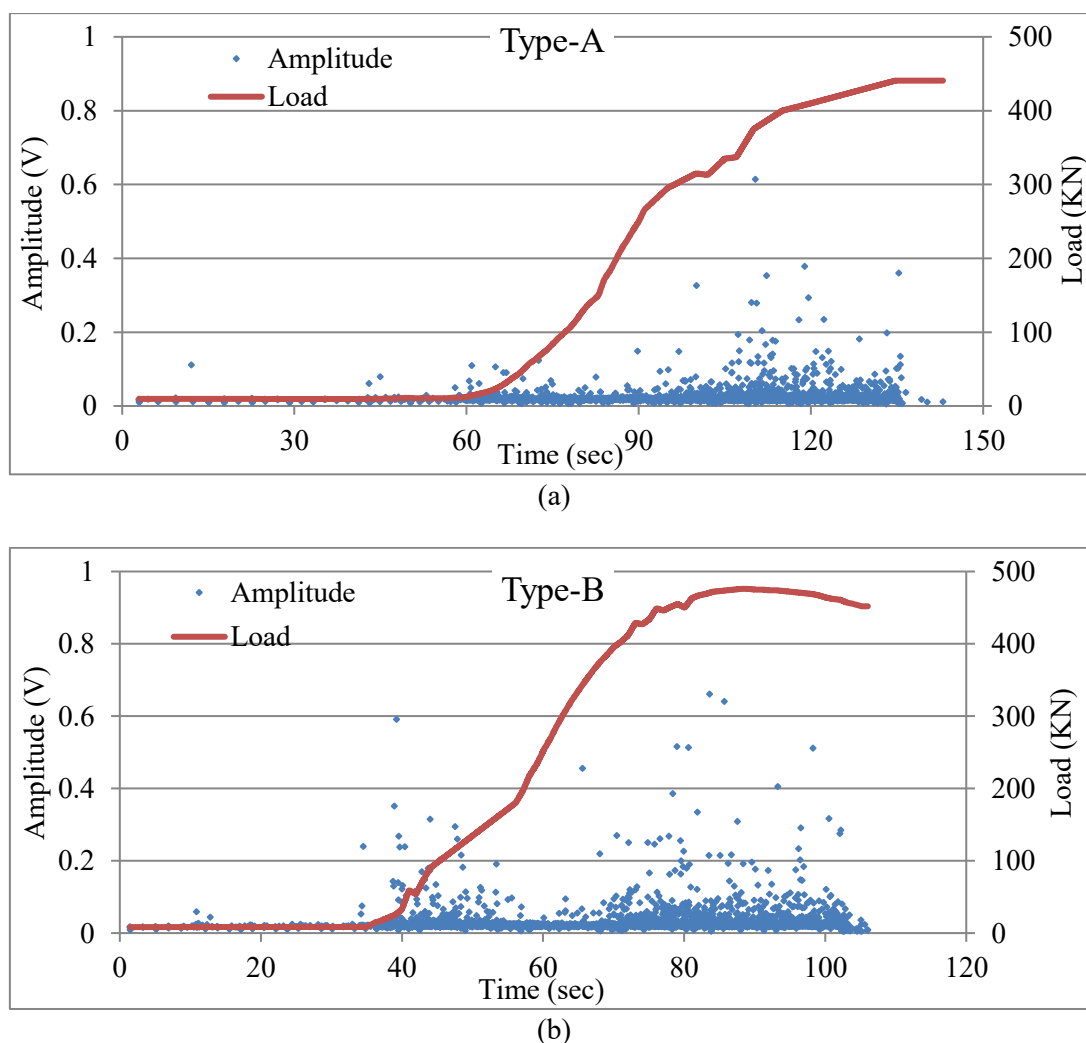 Type-A
Amplitude
Load
Amplitude (V)
1
0.8
0.6
0.4
0.2
0
500
400
300
200
100
0
Load (KN)
0 30 60 90 120 150
Time (sec)
(a)
Type-B
Amplitude
Load
Amplitude (V)
1
0.8
0.6
0.4
0.2
0
500
400
300
200
100
0
Load (KN)
0 20 40 60 80 100 120
Time (sec)
(b)